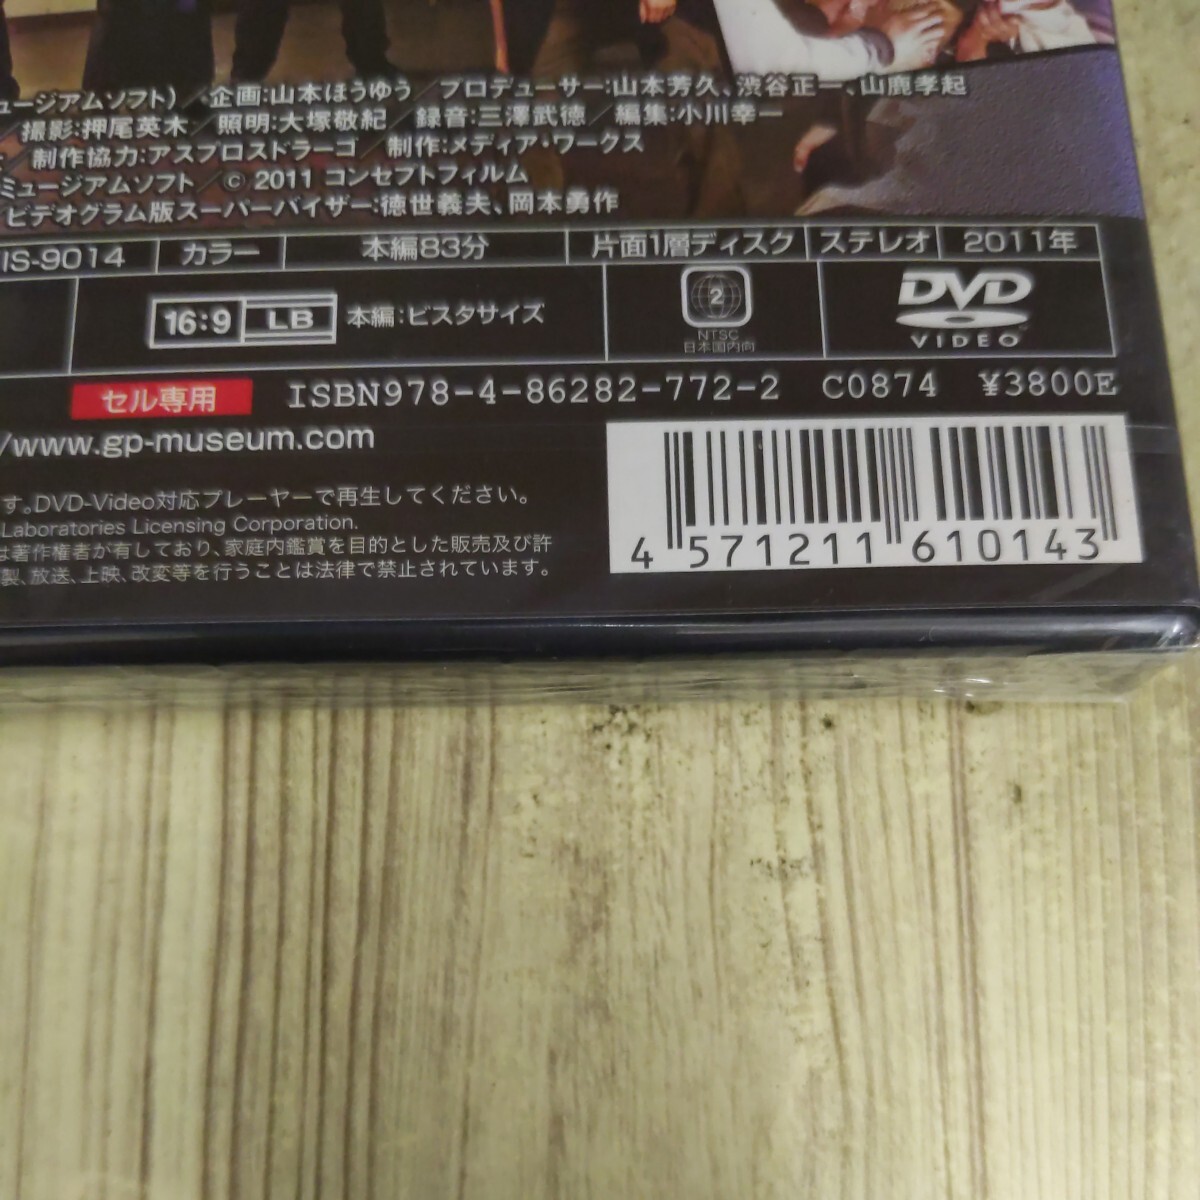 ュージアムソフト)／企画:山本ほうゆう／プロデューサー:山本芳久、渋谷正一、山鹿孝起
／撮影:押尾英木／照明:大塚敬紀／録音:三澤武徳／編集:小川幸一
／制作協力:アスプロスドラーゴ／制作:メディア・ワークス
ミュージアムソフト／© 2011 コンセプトフィルム
ビデオグラム版スーパーバイザー:徳世義夫、岡本勇作
IS-9014 カラー 本編83分 片面1層ディスク ステレオ 2011年
16:9 LB 本編:ビスタサイズ 2 NTSC 日本国内向 DVD VIDEO
セル専用 ISBN978-4-86282-772-2 C0874 ¥3800E
/www.gp-museum.com
す。DVD-Video対応プレーヤーで再生してください。
Laboratories Licensing Corporation.
は著作権者が有しており、家庭内鑑賞を目的とした販売及び許
製、放送、上映、改変等を行うことは法律で禁止されています。
4 571211 610143